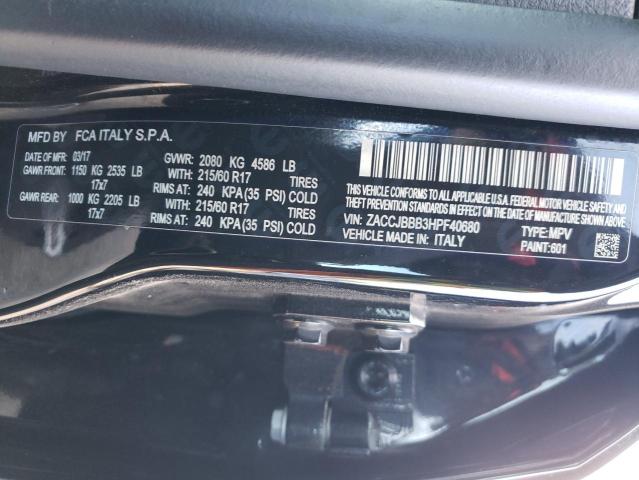 MFD BY FCA ITALY S.P.A.
DATE OF MFR: 03/17 GVWR: 2080 KG 4586 LB
GAWR FRONT: 1150 KG 2535 LB WITH: 215/60 R17 TIRES
17x7 RIMS AT: 240 KPA(35 PSI) COLD
GAWR REAR: 1000 KG 2205 LB WITH: 215/60 R17 TIRES
17x7 RIMS AT: 240 KPA(35 PSI) COLD
THIS VEHICLE CONFORMS TO ALL APPLICABLE U.S.A. FEDERAL MOTOR VEHICLE SAFETY,
BUMPER AND THEFT PREVENTION STANDARDS IN EFFECT ON THE DATE OF MANUFACTURE SHOWN ABOVE
VIN: ZACCJBBB3HPF40680 TYPE: MPV
VEHICLE MADE IN: ITALY PAINT:601